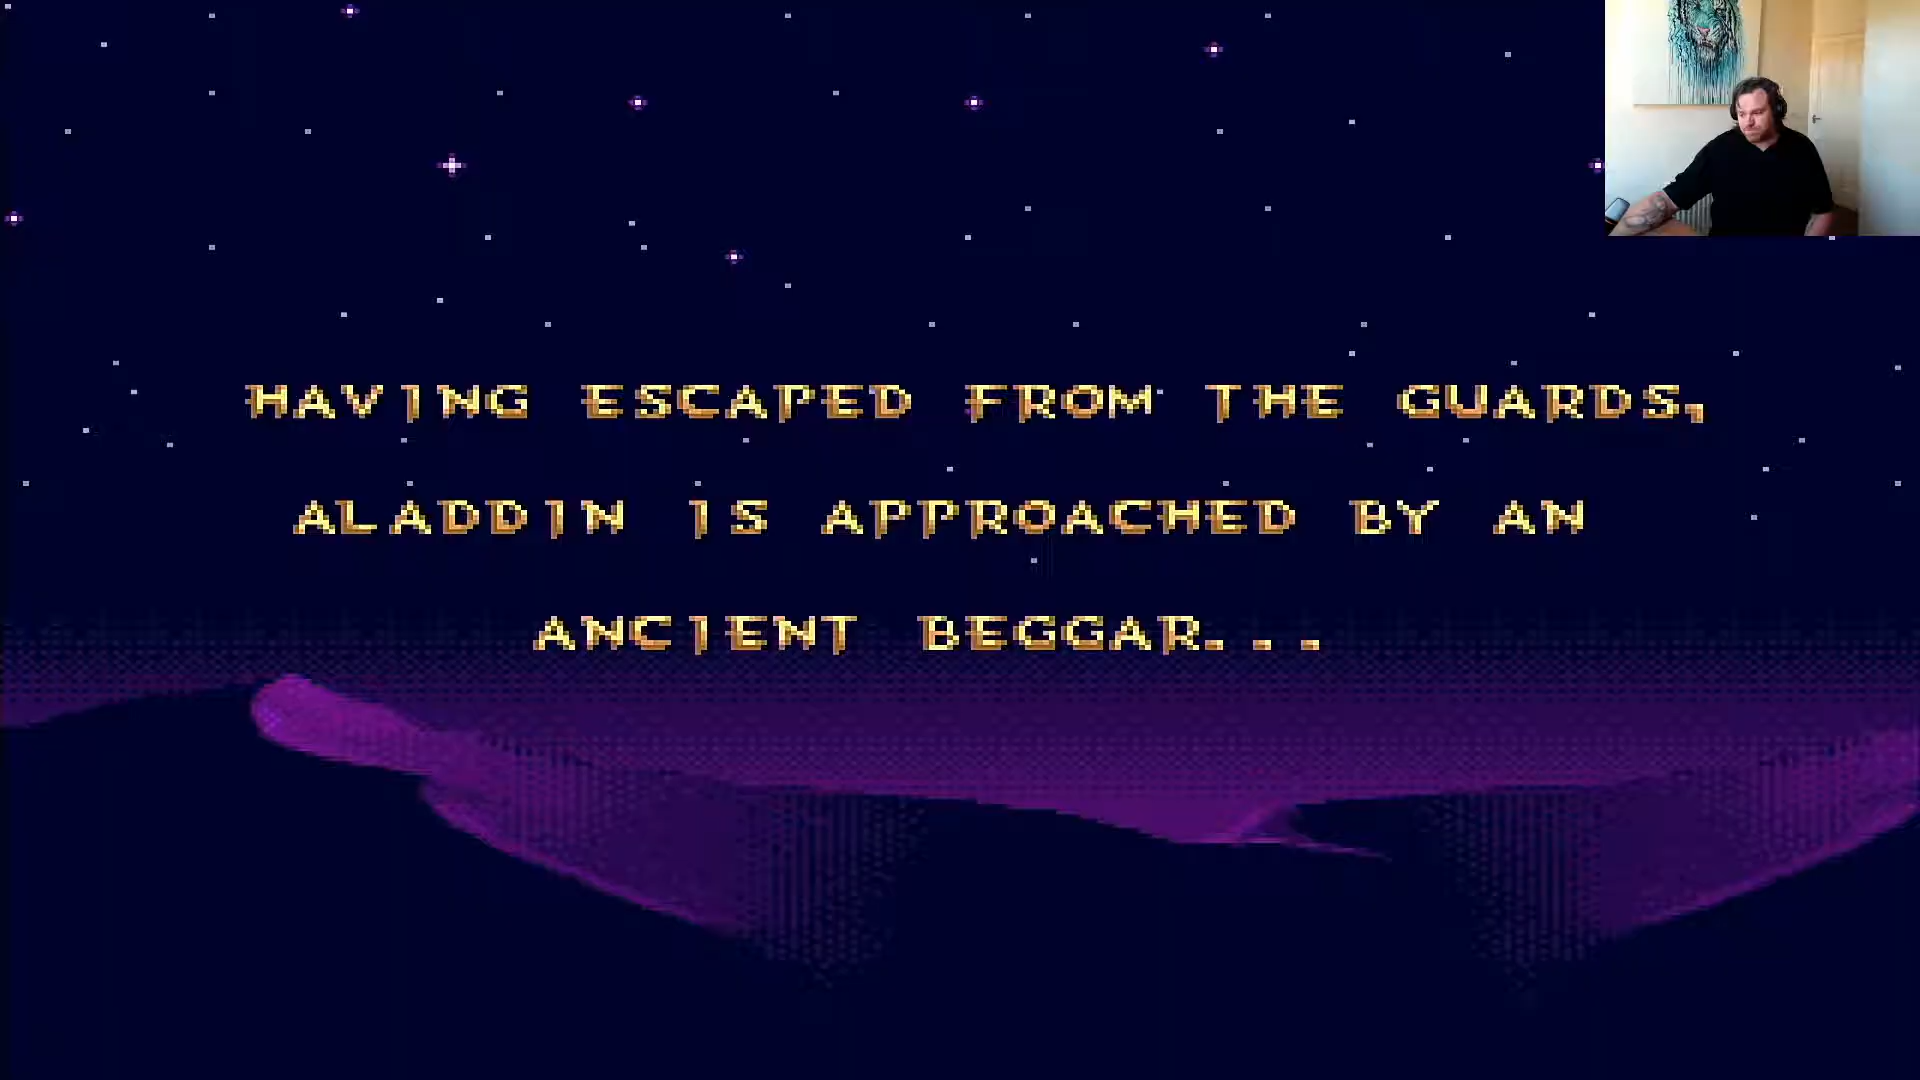 HAVING ESCAPED FROM THE GUARDS,
ALADDIN IS APPROACHED BY AN
ANCIENT BEGGAR...